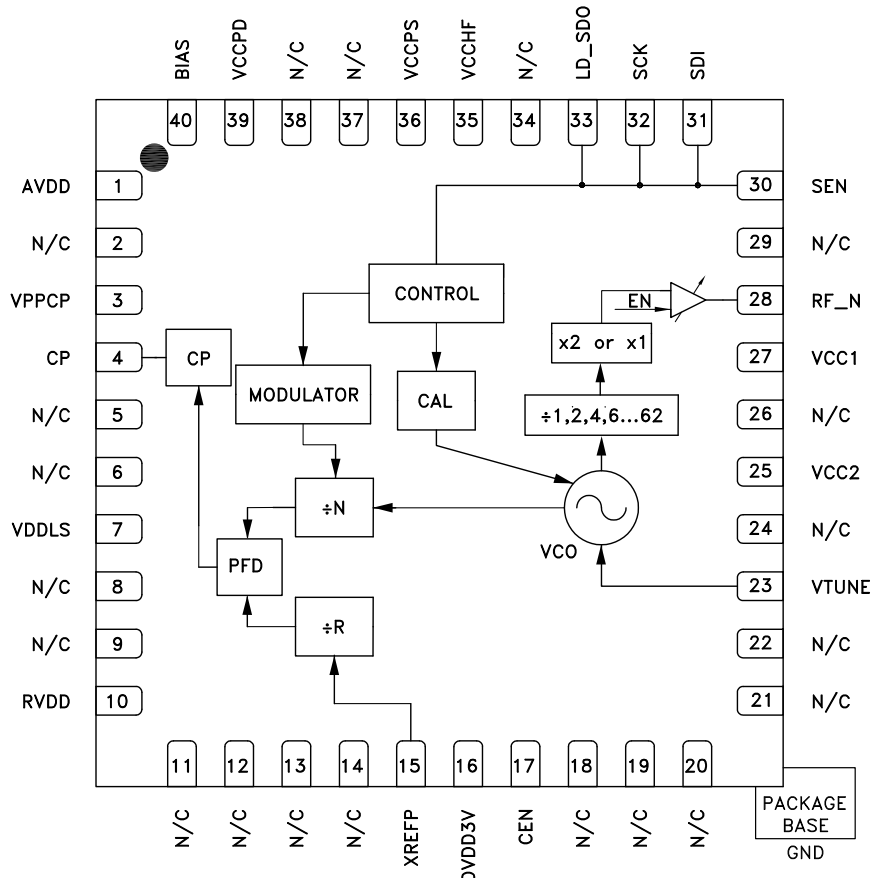 BIAS
VCCPD
N/C
N/C
VCCPS
VCCHF
N/C
LD_SDO
SCK
SDI
40
39
38
37
36
35
34
33
32
31
AVDD 1
N/C 2
VPPCP 3
CP 4
N/C 5
N/C 6
VDDLS 7
N/C 8
N/C 9
RVDD 10
CONTROL
EN
x2 or x1
CP
MODULATOR
CAL
÷1,2,4,6...62
÷N
VCO
PFD
÷R
30 SEN
29 N/C
28 RF_N
27 VCC1
26 N/C
25 VCC2
24 N/C
23 VTUNE
22 N/C
21 N/C
11
12
13
14
15
16
17
18
19
20
N/C
N/C
N/C
N/C
XREFP
DVDD3V
CEN
N/C
N/C
N/C
PACKAGE
BASE
GND